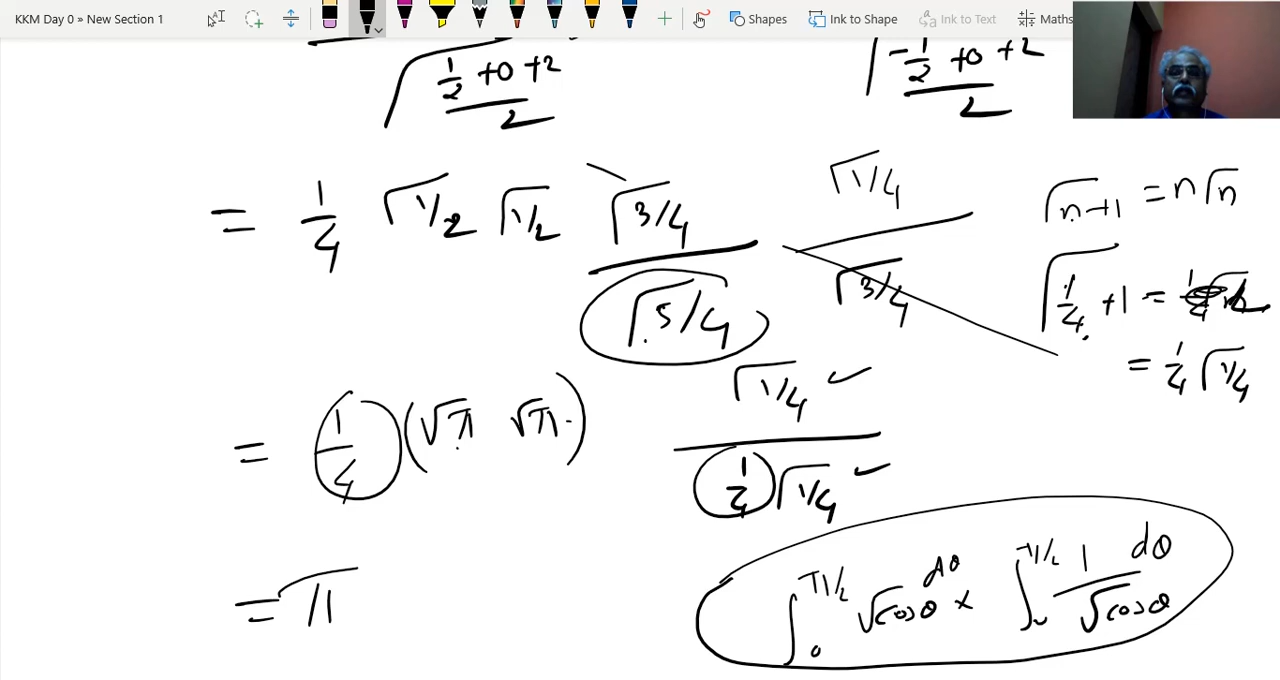 KKM Day 0 » New Section 1
Shapes Ink to Shape Ink to Text Maths
Γ(1/2 +0 +2)/2
Γ(-1/2 +0 +2)/2
= 1/4 Γ1/2 Γ1/2 Γ3/4 / Γ5/4 Γ1/4 / Γ3/4
Γn+1 = nΓn
Γ1/4 +1 =
= 1/4 Γ1/4
= 1/4 (√π √π) Γ1/4 ✓ / 1/4 Γ1/4 ✓
= π
∫0^π/2 √cosθ dθ × ∫0^π/2 1/√cosθ dθ